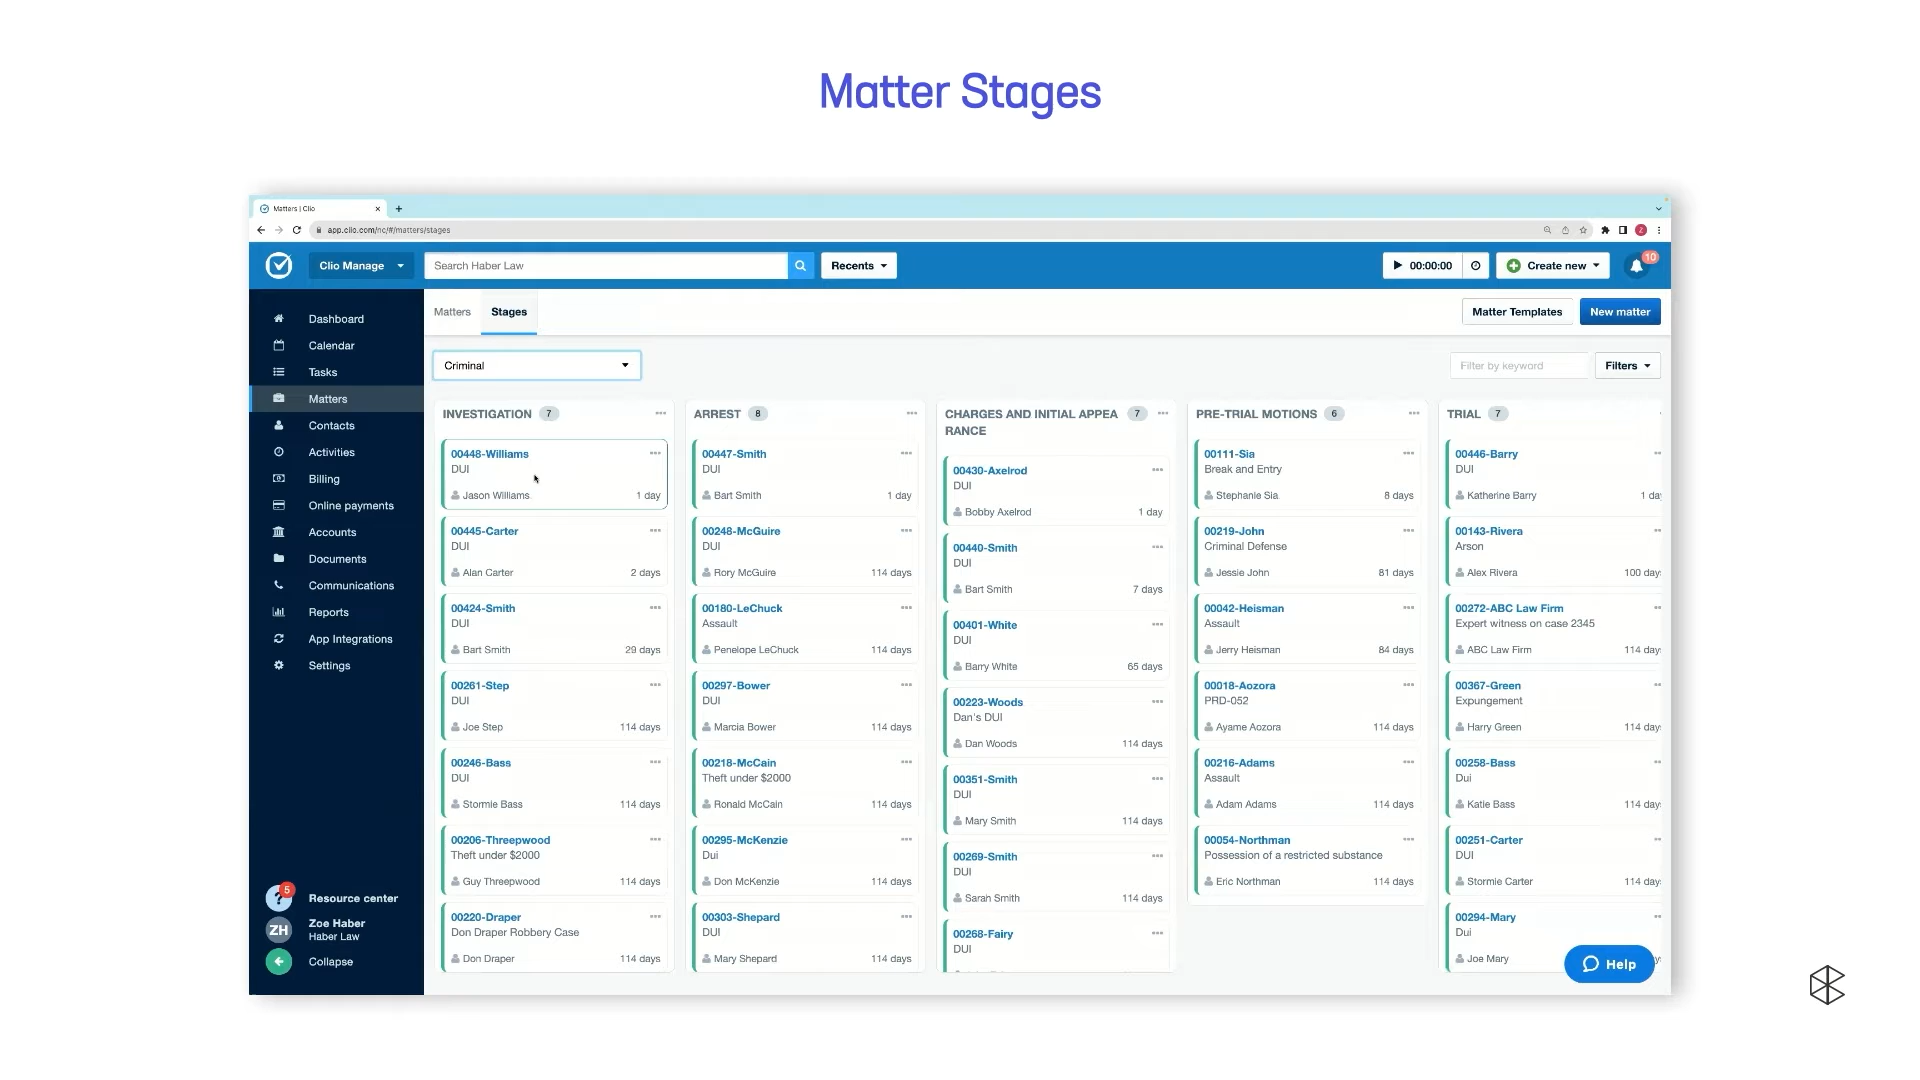 Matter Stages
Matters | Clio
app.cilo.com/nc/#/matters/stages
Clio Manage
Search Haber Law
Recents
00:00:00
Create new
10
Dashboard
Calendar
Tasks
Matters
Contacts
Activities
Billing
Online payments
Accounts
Documents
Communications
Reports
App Integrations
Settings
5
Resource center
ZH
Zoe Haber
Haber Law
Collapse
Matters
Stages
Matter Templates
New matter
Criminal
Filter by keyword
Filters
INVESTIGATION 7
00448-Williams
DUI
Jason Williams 1 day
00445-Carter
DUI
Alan Carter 2 days
00424-Smith
DUI
Bart Smith 29 days
00261-Step
DUI
Joe Step 114 days
00246-Bass
DUI
Stormie Bass 114 days
00206-Threepwood
Theft under $2000
Guy Threepwood 114 days
00220-Draper
Don Draper Robbery Case
Don Draper 114 days
ARREST 8
00447-Smith
DUI
Bart Smith 1 day
00248-McGuire
DUI
Rory McGuire 114 days
00180-LeChuck
Assault
Penelope LeChuck 114 days
00297-Bower
DUI
Marcia Bower 114 days
00218-McCain
Theft under $2000
Ronald McCain 114 days
00295-McKenzie
Dui
Don McKenzie 114 days
00303-Shepard
DUI
Mary Shepard 114 days
CHARGES AND INITIAL APPEA 7
RANCE
00430-Axelrod
DUI
Bobby Axelrod 1 day
00440-Smith
DUI
Bart Smith 7 days
00401-White
DUI
Barry White 65 days
00223-Woods
Dan's DUI
Dan Woods 114 days
00351-Smith
DUI
Mary Smith 114 days
00269-Smith
DUI
Sarah Smith 114 days
00268-Fairy
DUI
PRE-TRIAL MOTIONS 6
00111-Sia
Break and Entry
Stephanie Sia 8 days
00219-John
Criminal Defense
Jessie John 81 days
00042-Heisman
Assault
Jerry Heisman 84 days
00018-Aozora
PRD-052
Ayame Aozora 114 days
00216-Adams
Assault
Adam Adams 114 days
00054-Northman
Possession of a restricted substance
Eric Northman 114 days
TRIAL 7
00446-Barry
DUI
Katherine Barry 1 day
00143-Rivera
Arson
Alex Rivera 100 day
00272-ABC Law Firm
Expert witness on case 2345
ABC Law Firm 114 day
00367-Green
Expungement
Harry Green 114 day
00258-Bass
Dui
Katie Bass 114 day
00251-Carter
DUI
Stormie Carter 114 day
00294-Mary
Dui
Joe Mary
Help